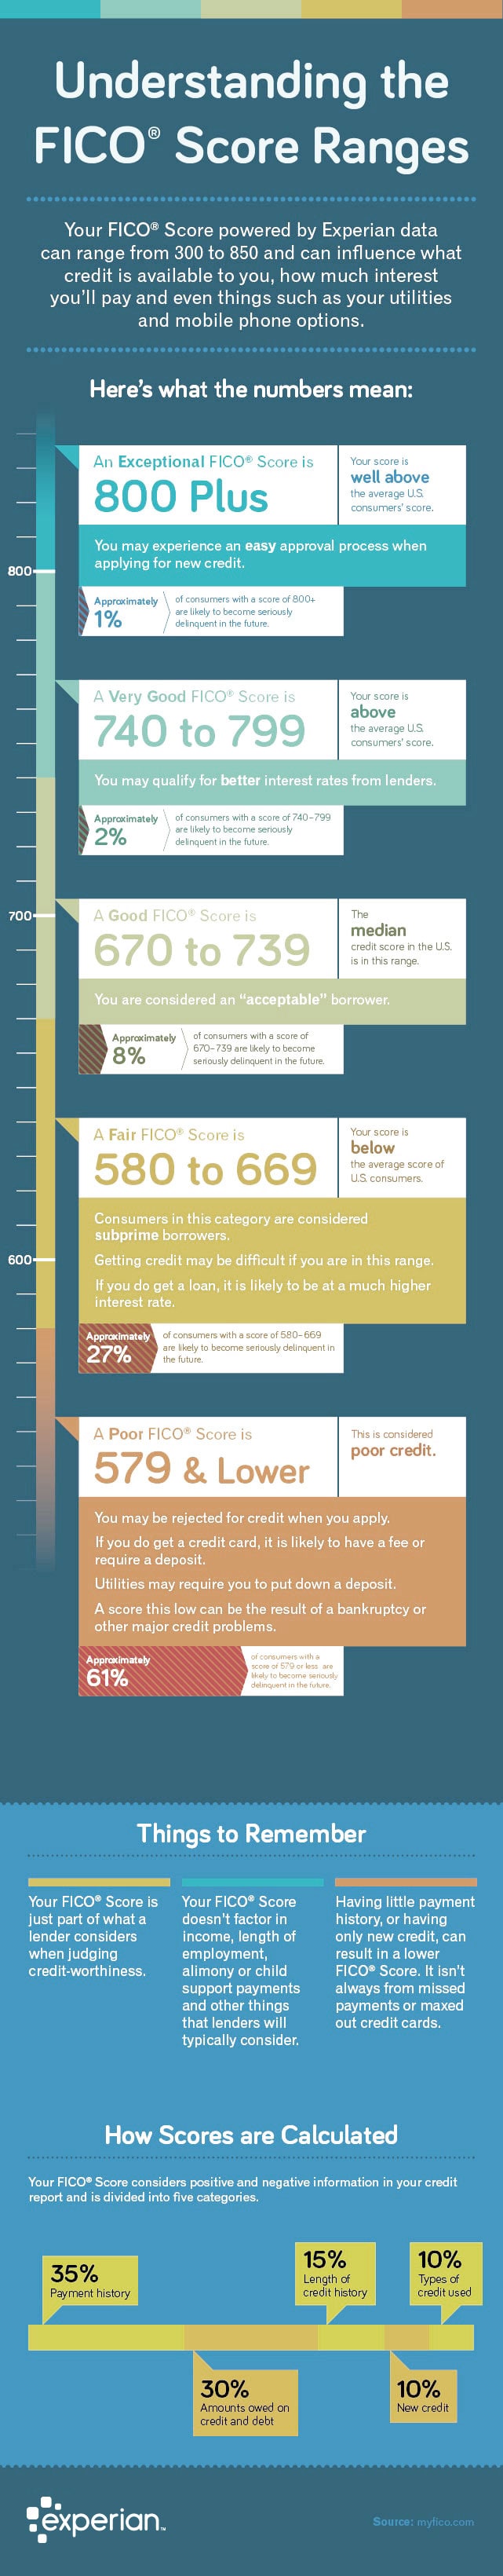 Understanding the
FICO® Score Ranges
Your FICO® Score powered by Experian data
can range from 300 to 850 and can influence what
credit is available to you, how much interest
you'll pay and even things such as your utilities
and mobile phone options.
Here's what the numbers mean:
An Exceptional FICO® Score is
800 Plus
Your score is
well above
the average U.S.
consumers' score.
You may experience an easy approval process when
applying for new credit.
800
Approximately
1%
of consumers with a score of 800+
are likely to become seriously
delinquent in the future.
A Very Good FICO® Score is
740 to 799
Your score is
above
the average U.S.
consumers' score.
You may qualify for better interest rates from lenders.
Approximately
2%
of consumers with a score of 740-799
are likely to become seriously
delinquent in the future.
700
A Good FICO® Score is
670 to 739
The
median
credit score in the U.S.
is in this range.
You are considered an "acceptable" borrower.
Approximately
8%
of consumers with a score of
670-739 are likely to become
seriously delinquent in the future.
A Fair FICO® Score is
580 to 669
Your score is
below
the average score of
U.S. consumers.
Consumers in this category are considered
subprime borrowers.
Getting credit may be difficult if you are in this range.
If you do get a loan, it is likely to be at a much higher
interest rate.
600
Approximately
27%
of consumers with a score of 580-669
are likely to become seriously delinquent in
the future.
A Poor FICO® Score is
579 & Lower
This is considered
poor credit.
You may be rejected for credit when you apply.
If you do get a credit card, it is likely to have a fee or
require a deposit.
Utilities may require you to put down a deposit.
A score this low can be the result of a bankruptcy or
other major credit problems.
Approximately
61%
of consumers with a
score of 579 or less are
likely to become seriously
delinquent in the future.
Things to Remember
Your FICO® Score is
just part of what a
lender considers
when judging
credit-worthiness.
Your FICO® Score
doesn't factor in
income, length of
employment,
alimony or child
support payments
and other things
that lenders will
typically consider.
Having little payment
history, or having
only new credit, can
result in a lower
FICO® Score. It isn't
always from missed
payments or maxed
out credit cards.
How Scores are Calculated
Your FICO® Score considers positive and negative information in your credit
report and is divided into five categories.
35%
Payment history
15%
Length of
credit history
10%
Types of
credit used
30%
Amounts owed on
credit and debt
10%
New credit
experian™
Source: myfico.com